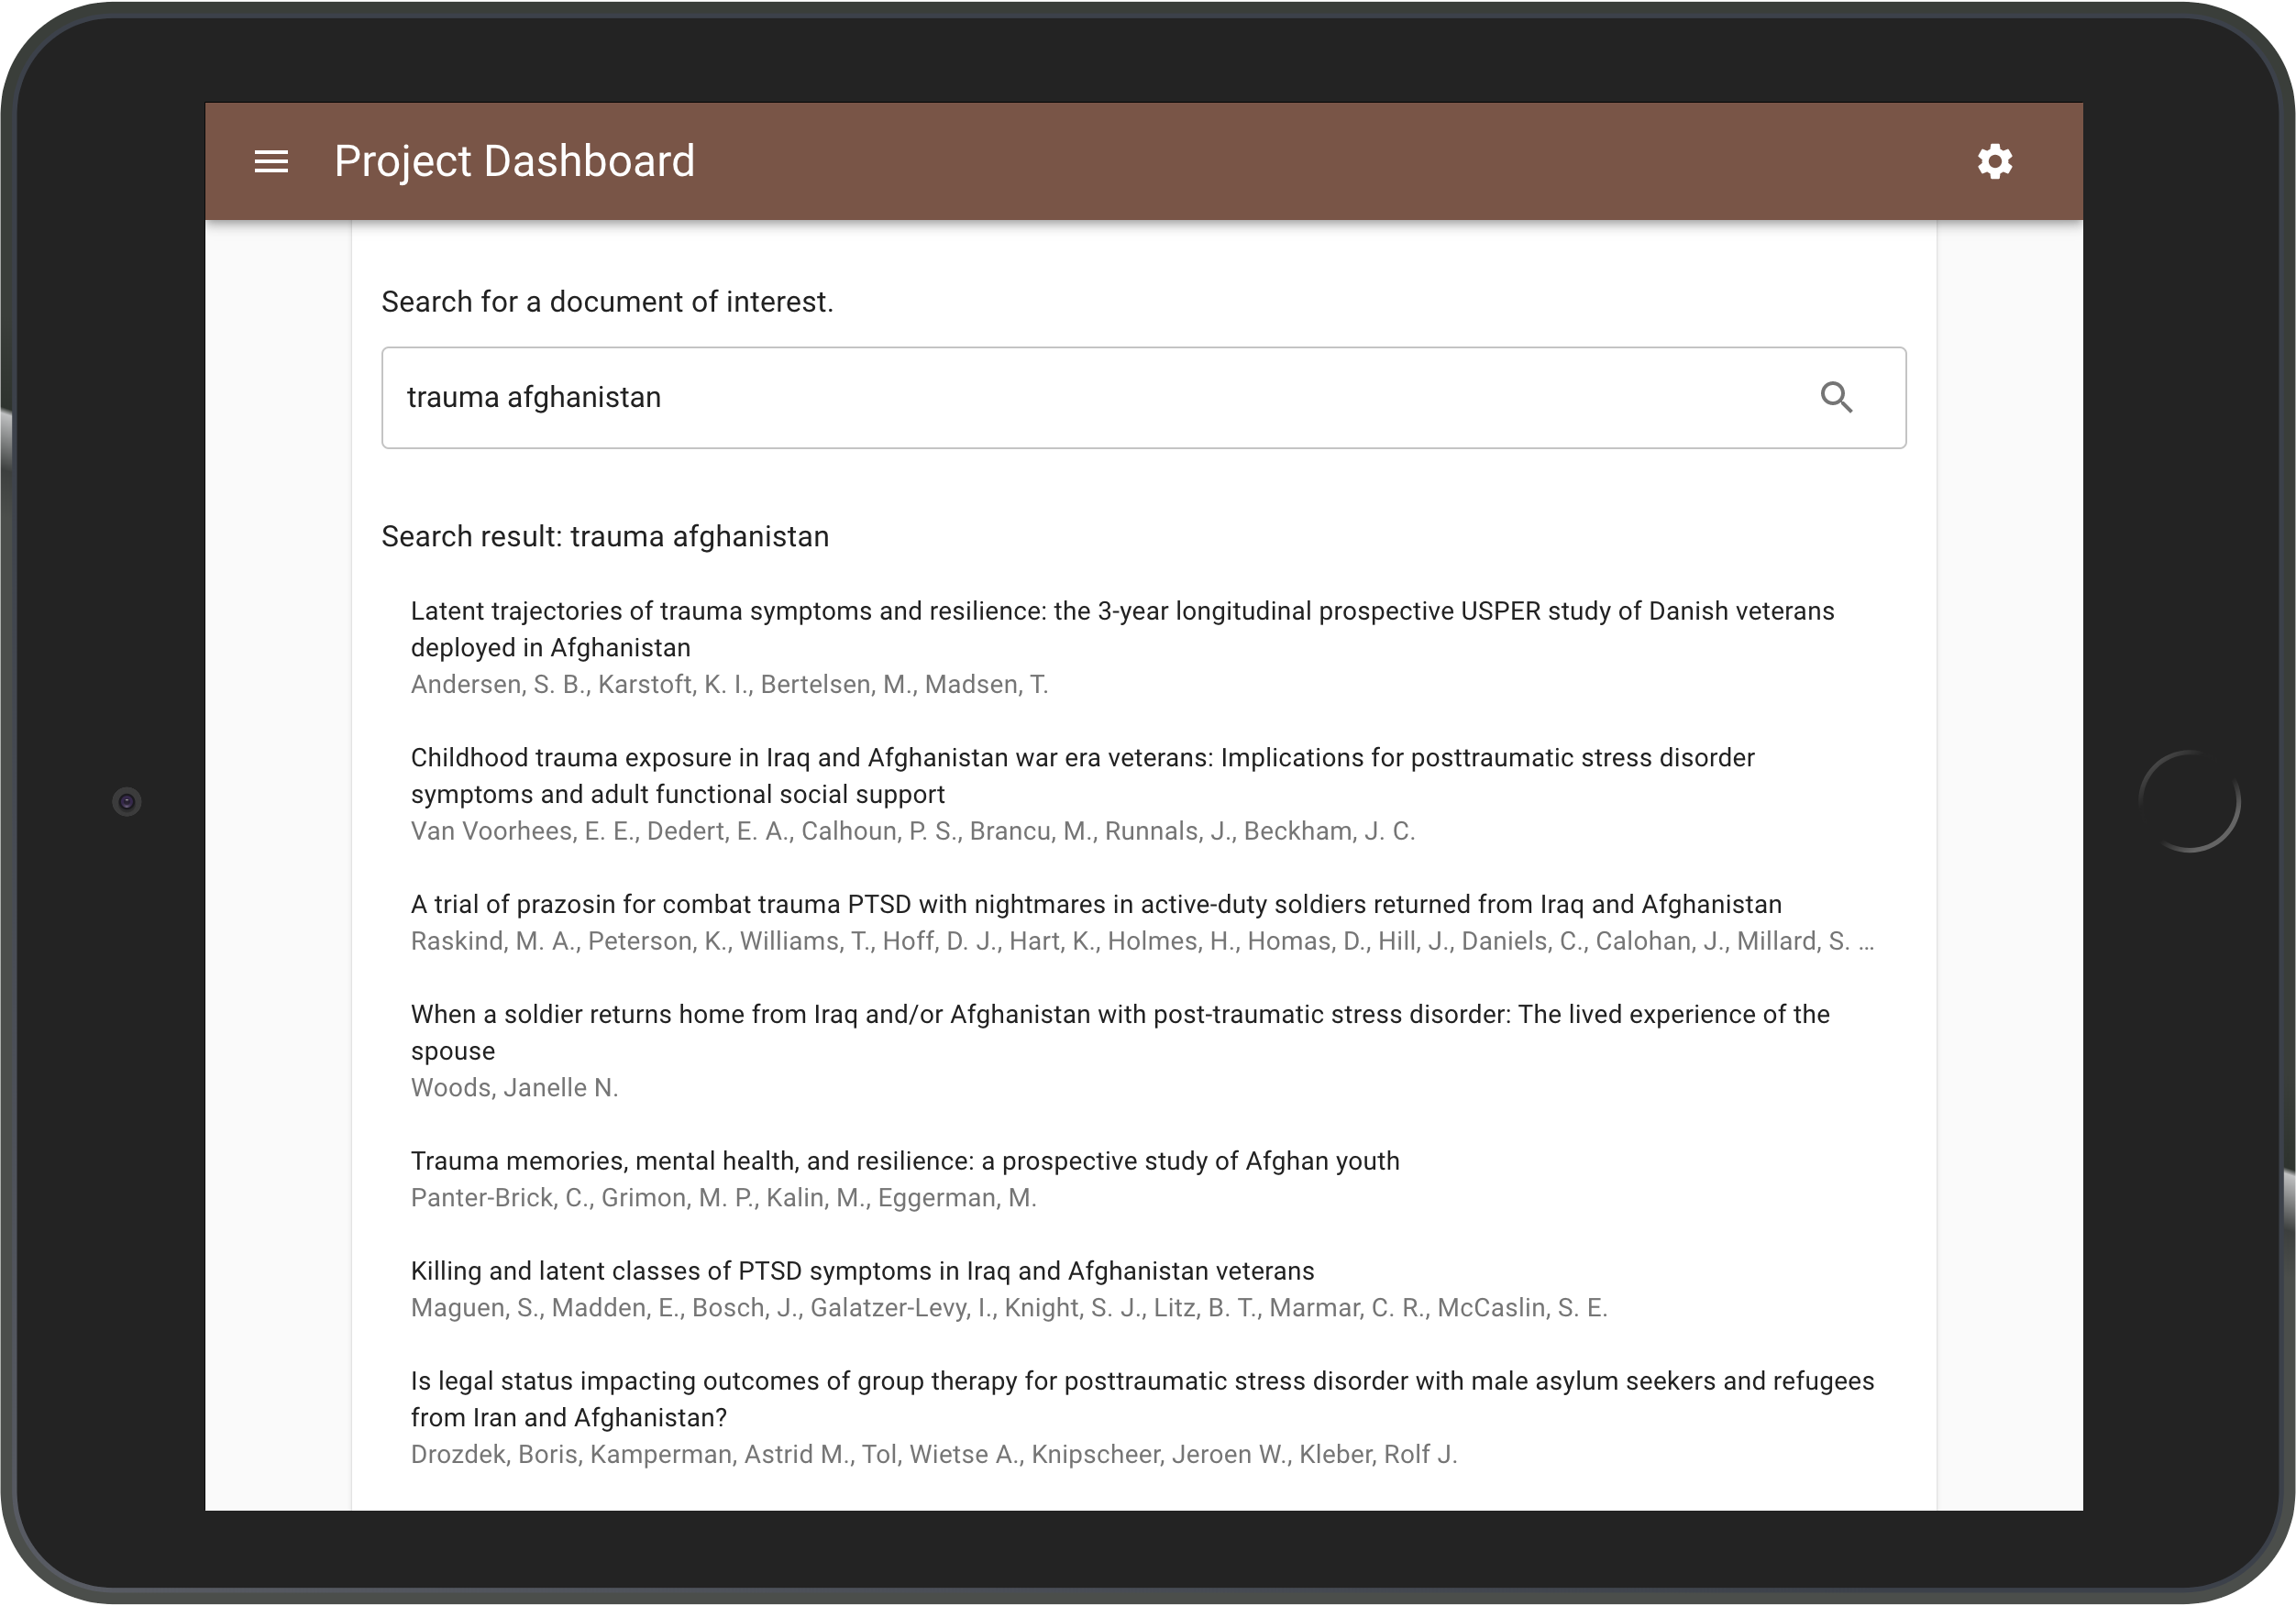 Project Dashboard
Search for a document of interest.
trauma afghanistan
Search result: trauma afghanistan
Latent trajectories of trauma symptoms and resilience: the 3-year longitudinal prospective USPER study of Danish veterans
deployed in Afghanistan
Andersen, S. B., Karstoft, K. I., Bertelsen, M., Madsen, T.
Childhood trauma exposure in Iraq and Afghanistan war era veterans: Implications for posttraumatic stress disorder
symptoms and adult functional social support
Van Voorhees, E. E., Dedert, E. A., Calhoun, P. S., Brancu, M., Runnals, J., Beckham, J. C.
A trial of prazosin for combat trauma PTSD with nightmares in active-duty soldiers returned from Iraq and Afghanistan
Raskind, M. A., Peterson, K., Williams, T., Hoff, D. J., Hart, K., Holmes, H., Homas, D., Hill, J., Daniels, C., Calohan, J., Millard, S. ...
When a soldier returns home from Iraq and/or Afghanistan with post-traumatic stress disorder: The lived experience of the
spouse
Woods, Janelle N.
Trauma memories, mental health, and resilience: a prospective study of Afghan youth
Panter-Brick, C., Grimon, M. P., Kalin, M., Eggerman, M.
Killing and latent classes of PTSD symptoms in Iraq and Afghanistan veterans
Maguen, S., Madden, E., Bosch, J., Galatzer-Levy, I., Knight, S. J., Litz, B. T., Marmar, C. R., McCaslin, S. E.
Is legal status impacting outcomes of group therapy for posttraumatic stress disorder with male asylum seekers and refugees
from Iran and Afghanistan?
Drozdek, Boris, Kamperman, Astrid M., Tol, Wietse A., Knipscheer, Jeroen W., Kleber, Rolf J.